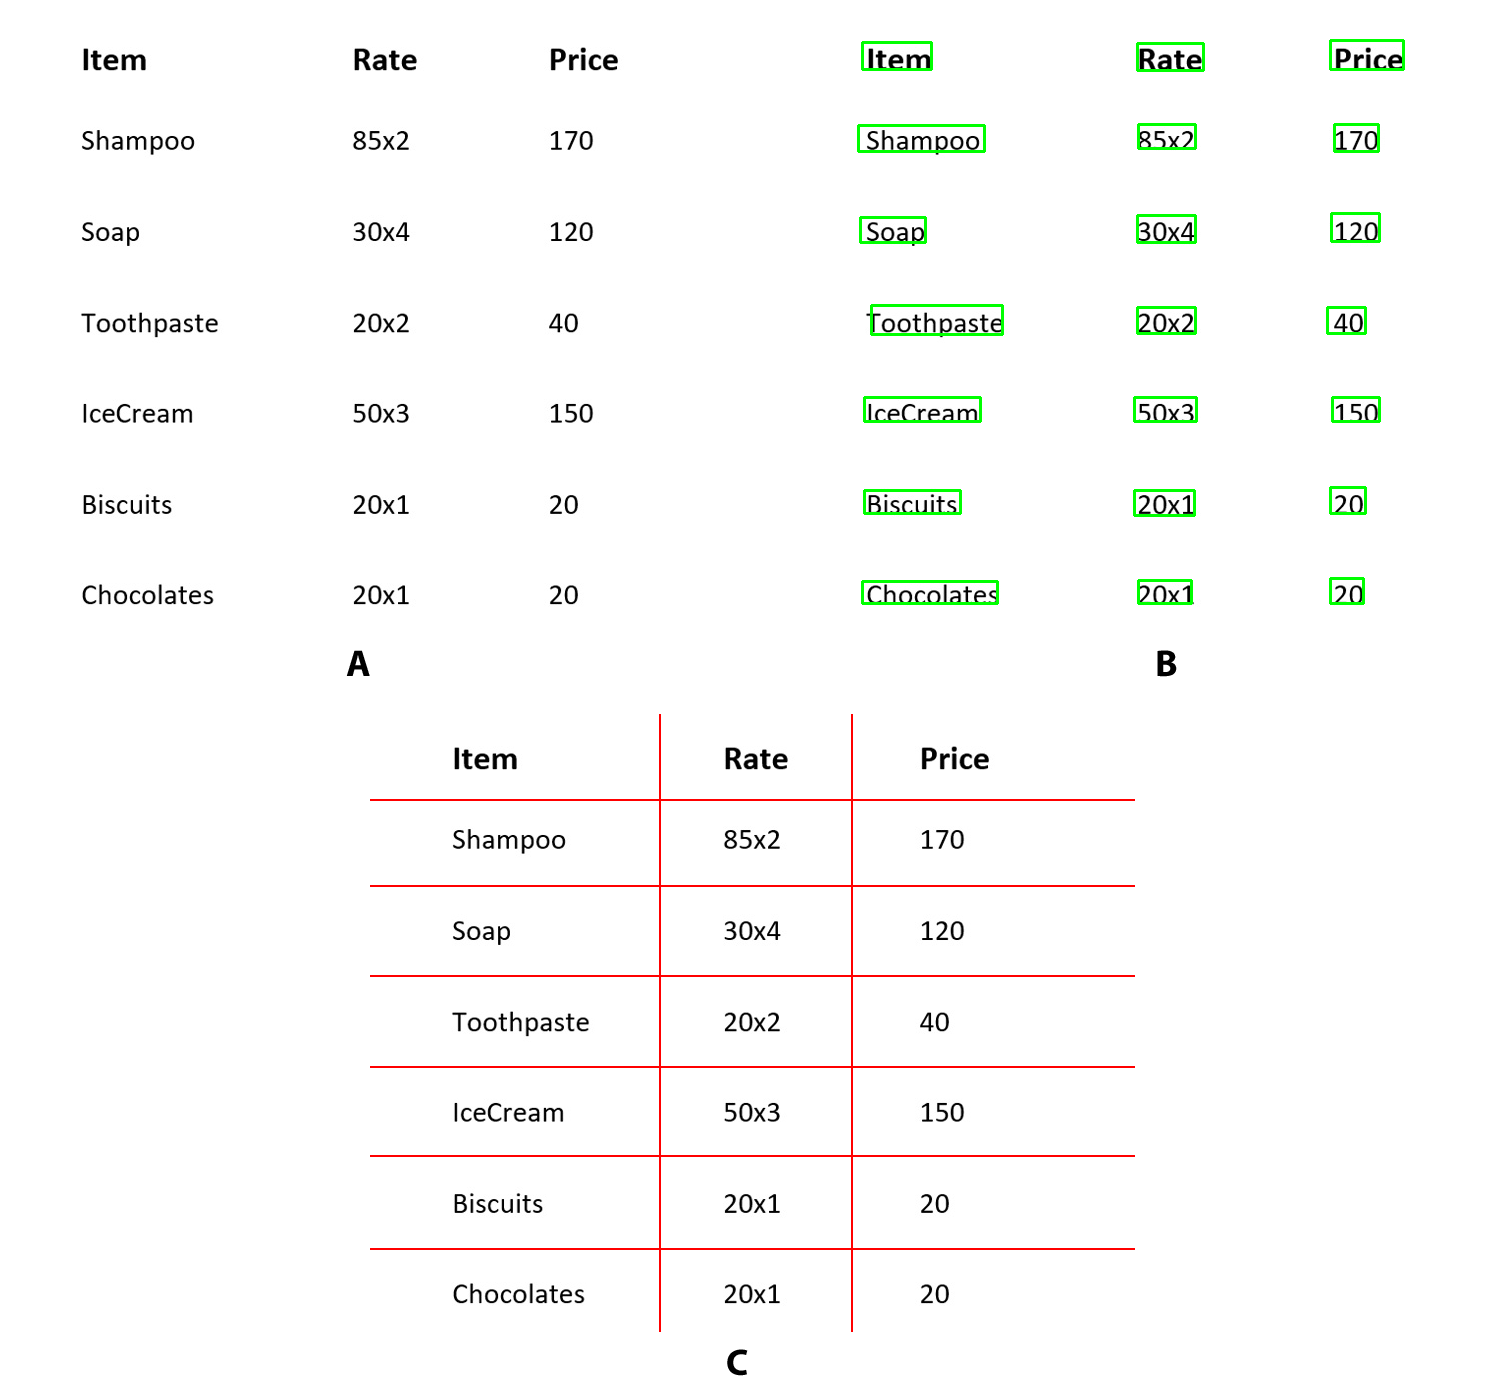 Item Rate Price
Shampoo 85x2 170
Soap 30x4 120
Toothpaste 20x2 40
IceCream 50x3 150
Biscuits 20x1 20
Chocolates 20x1 20
A
Item Rate Price
Shampoo 85x2 170
Soap 30x4 120
Toothpaste 20x2 40
IceCream 50x3 150
Biscuits 20x1 20
Chocolates 20x1 20
B
Item Rate Price
Shampoo 85x2 170
Soap 30x4 120
Toothpaste 20x2 40
IceCream 50x3 150
Biscuits 20x1 20
Chocolates 20x1 20
C